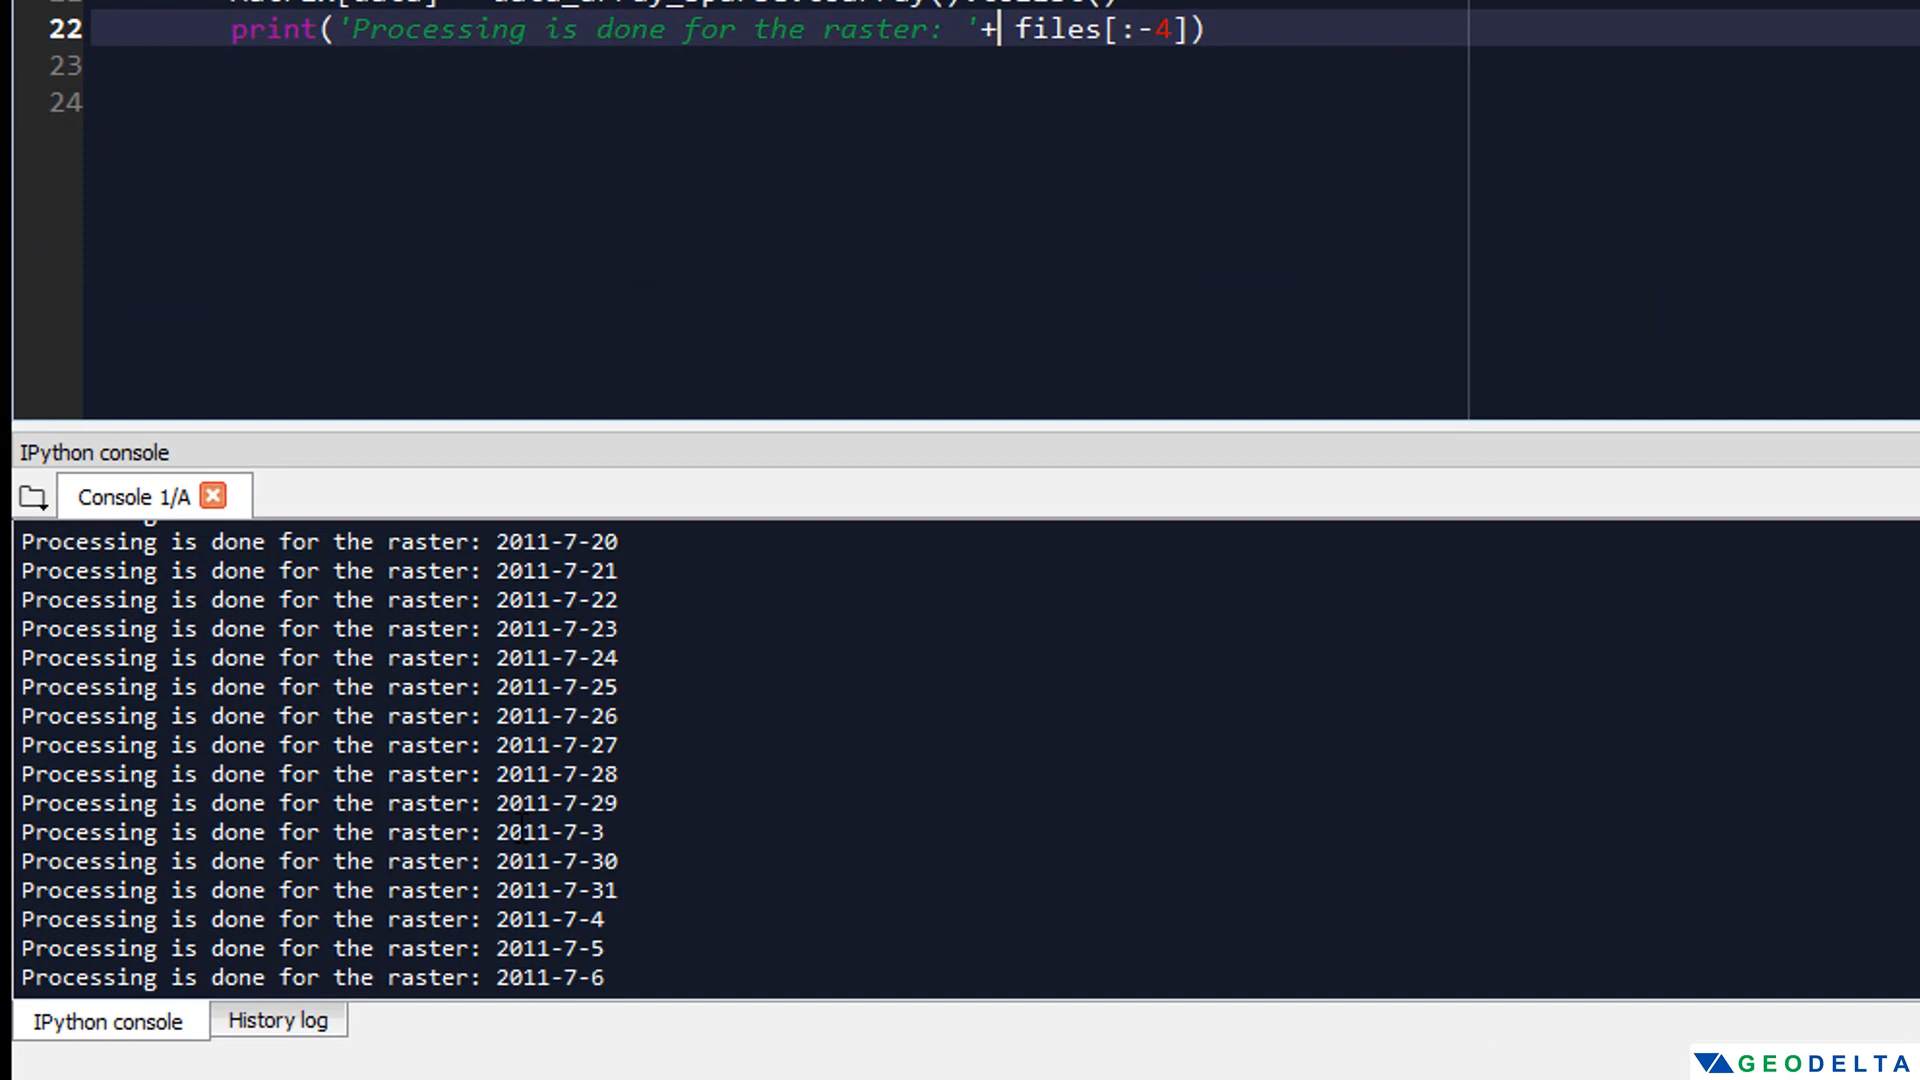 22 print('Processing is done for the raster: '+ files[:-4])
23
24
IPython console
Console 1/A
Processing is done for the raster: 2011-7-20
Processing is done for the raster: 2011-7-21
Processing is done for the raster: 2011-7-22
Processing is done for the raster: 2011-7-23
Processing is done for the raster: 2011-7-24
Processing is done for the raster: 2011-7-25
Processing is done for the raster: 2011-7-26
Processing is done for the raster: 2011-7-27
Processing is done for the raster: 2011-7-28
Processing is done for the raster: 2011-7-29
Processing is done for the raster: 2011-7-3
Processing is done for the raster: 2011-7-30
Processing is done for the raster: 2011-7-31
Processing is done for the raster: 2011-7-4
Processing is done for the raster: 2011-7-5
Processing is done for the raster: 2011-7-6
IPython console
History log
GEODELTA